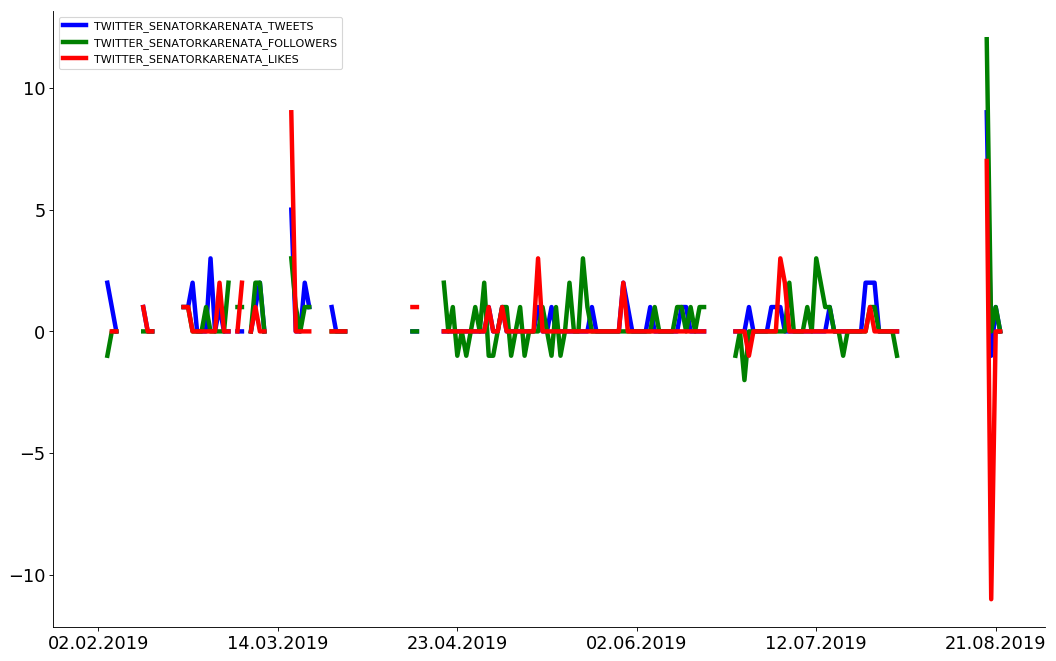 TWITTER_SENATORKARENATA_TWEETS
TWITTER_SENATORKARENATA_FOLLOWERS
TWITTER_SENATORKARENATA_LIKES
10
5
0
−5
−10
02.02.2019 14.03.2019 23.04.2019 02.06.2019 12.07.2019 21.08.2019